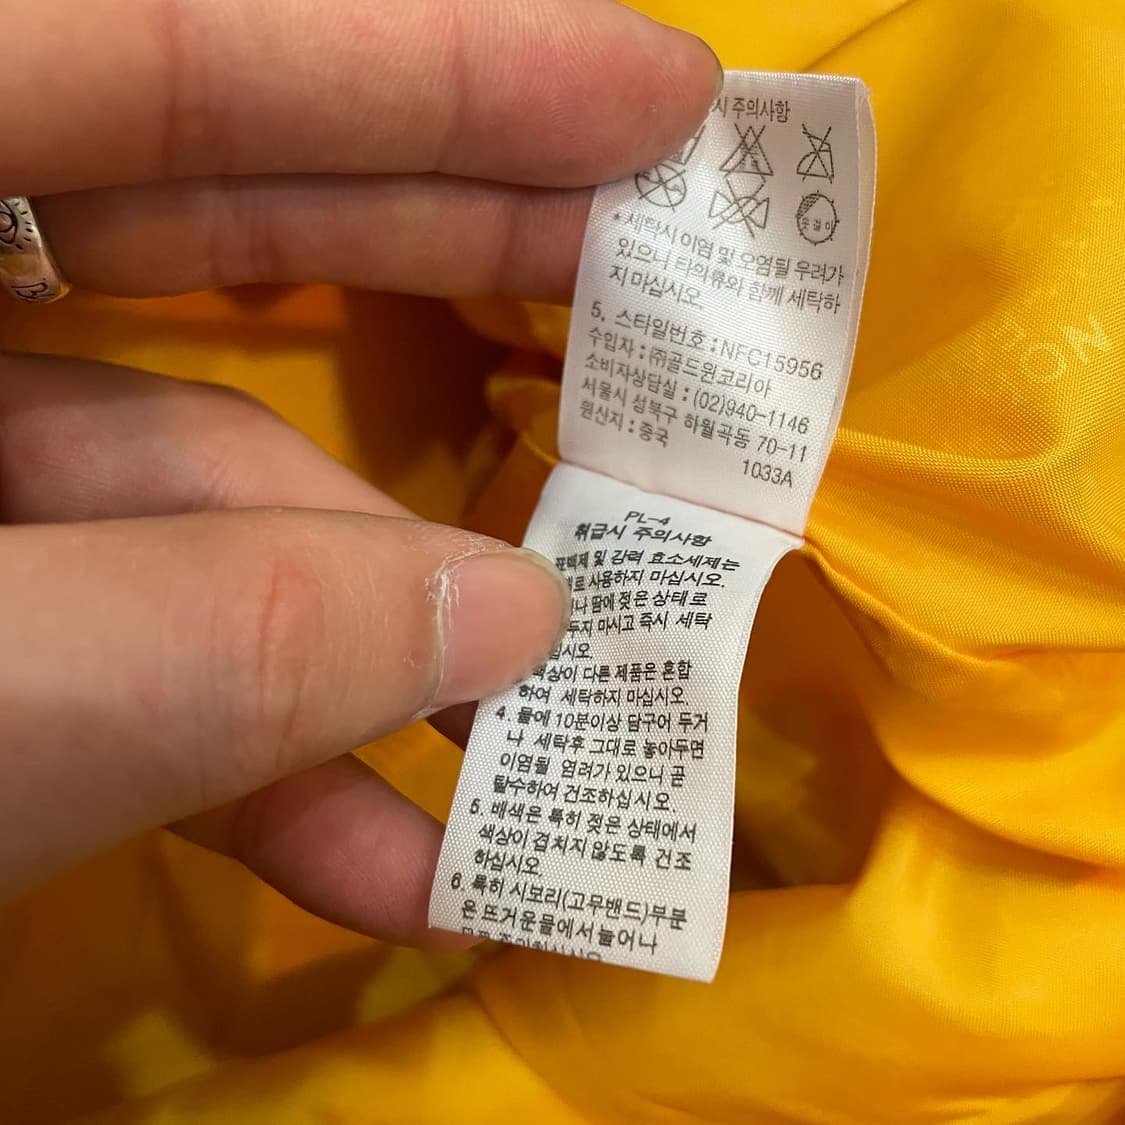 시 주의사항
옷걸이
* 세탁시 이염 및 오염될 우려가
있으니 타의류와 함께 세탁하
지 마십시오
5. 스타일번호 : NFC15956
수입자 : ㈜골드윈코리아
소비자상담실 : (02)940-1146
서울시 성북구 하월곡동 70-11
원산지 : 중국
1033A
PL-4
취급시 주의사항
표백제 및 강력 효소세제는
로 사용하지 마십시오.
나 땀에 젖은 상태로
두지 마시고 즉시 세탁
십시오
색상이 다른 제품은 혼합
하여 세탁하지 마십시오.
4. 물에 10분이상 담구어 두거
나 세탁후 그대로 놓아두면
이염될 염려가 있으니 곧
탈수하여 건조하십시오.
5. 배색은 특히 젖은 상태에서
색상이 겹치지 않도록 건조
하십시오.
6. 특히 시보리(고무밴드)부분
은 뜨거운물에서 늘어나